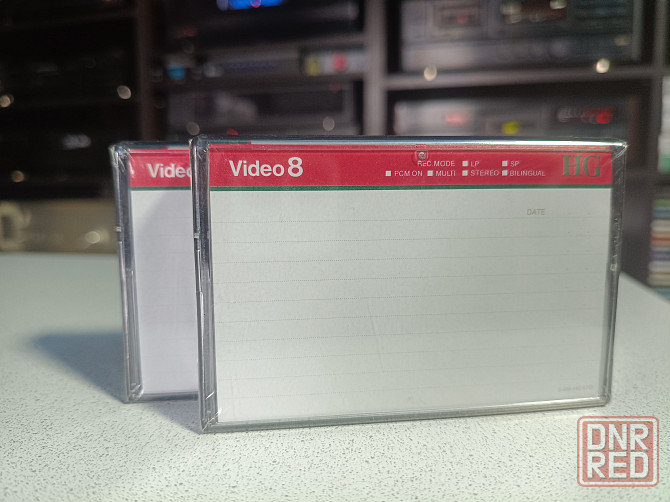 Video
Video 8
REC MODE LP SP
PCM ON MULTI STEREO BILINGUAL
HG
DATE
DNR
RED